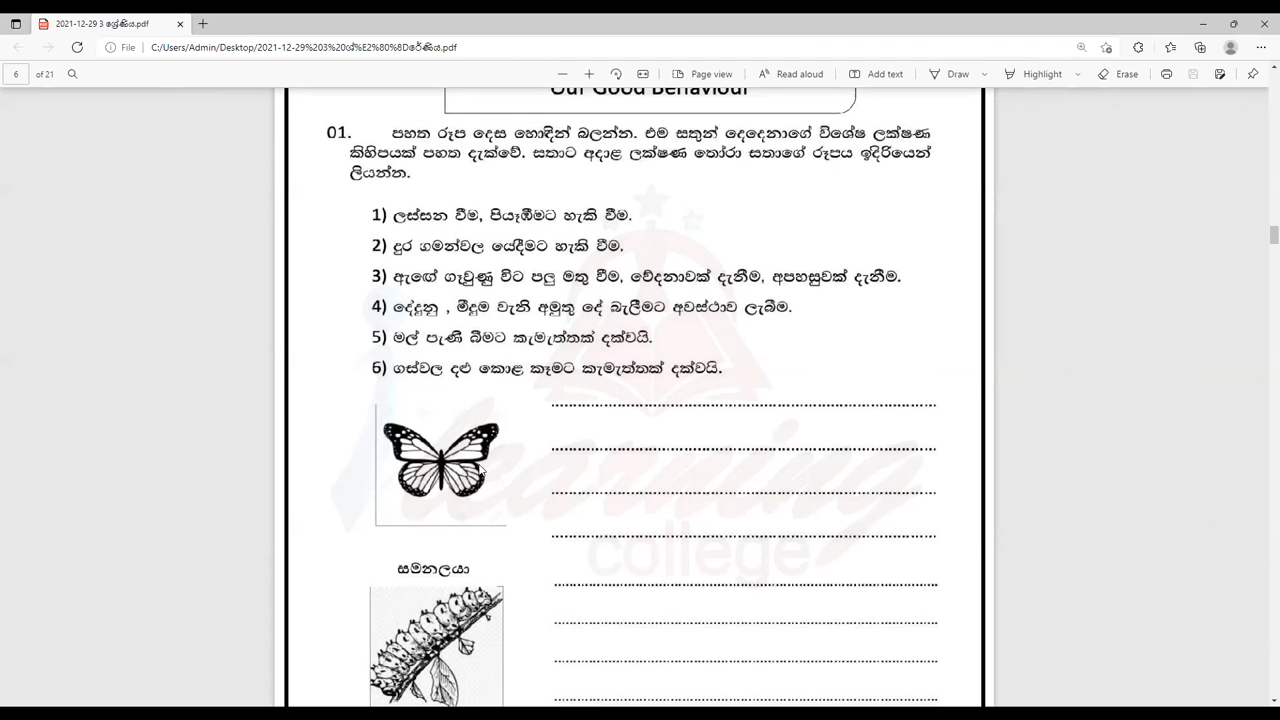 2021-12-29 3 ශ්‍රේණිය.pdf
File
C:/Users/Admin/Desktop/2021-12-29%203%20ශ්%E2%80%8Dරේණිය.pdf
6 of 21
Page view
Read aloud
Add text
Draw
Highlight
Erase
Our Good Behaviour
01. පහත රූප දෙස හොඳින් බලන්න. එම සතුන් දෙදෙනාගේ විශේෂ ලක්ෂණ
කිහිපයක් පහත දැක්වේ. සතාට අදාළ ලක්ෂණ තෝරා සතාගේ රූපය ඉදිරියෙන්
ලියන්න.
1) ලස්සන වීම, පියෑඹීමට හැකි වීම.
2) දුර ගමන්වල යෙදීමට හැකි වීම.
3) ඇඟේ ගෑවුණු විට පලු මතු වීම, වේදනාවක් දැනීම, අපහසුවක් දැනීම.
4) දේදුනු , මීදුම වැනි අමුතු දේ බැලීමට අවස්ථාව ලැබීම.
5) මල් පැණි බීමට කැමැත්තක් දක්වයි.
6) ගස්වල දළු කොළ කෑමට කැමැත්තක් දක්වයි.
සමනලයා
learning
college